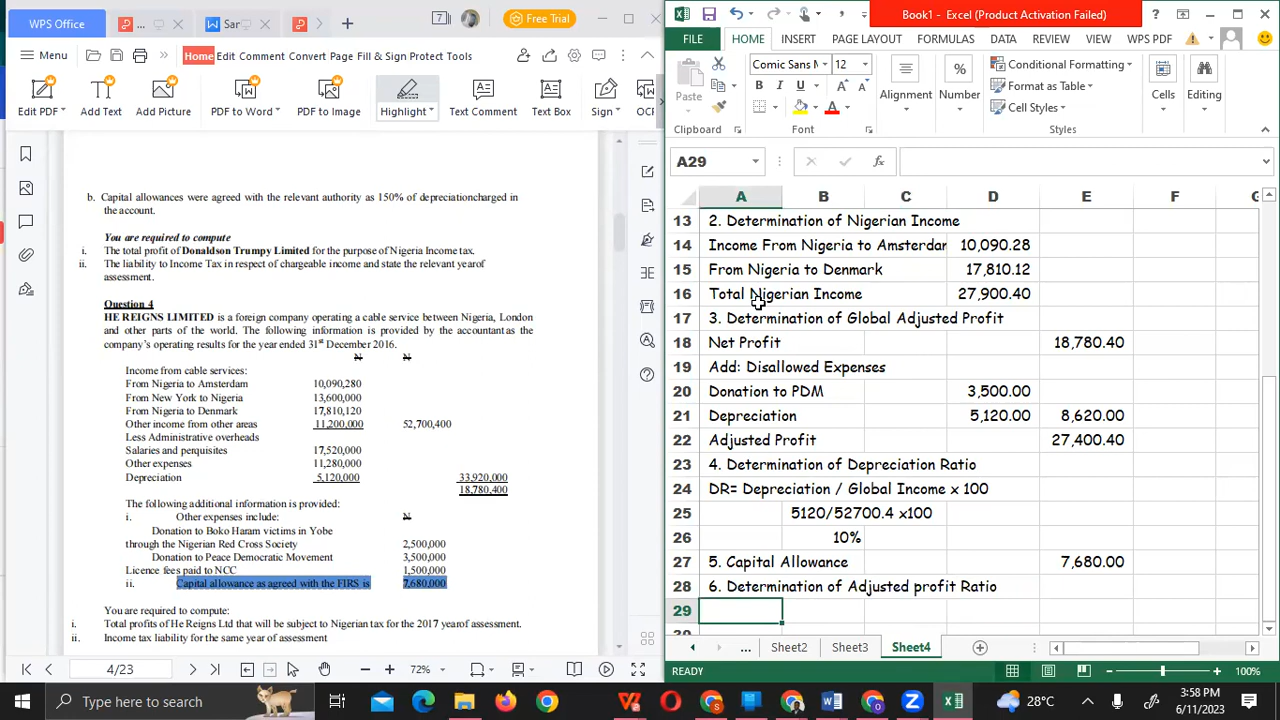 WPS Office
... 
W Sar
7
Free Trial
Book1 - Excel (Product Activation Failed)
?
Menu
Home Edit Comment Convert Page Fill & Sign Protect Tools
FILE HOME INSERT PAGE LAYOUT FORMULAS DATA REVIEW VIEW WPS PDF
Edit PDF Add Text Add Picture PDF to Word PDF to Image Highlight Text Comment Text Box Sign OCR
Paste
Clipboard
Comic Sans M 12
B I U
A A
Font
Alignment
%
Number
Conditional Formatting
Format as Table
Cell Styles
Styles
Cells
Editing
A29
fx
A B C D E F G
b. Capital allowances were agreed with the relevant authority as 150% of depreciationcharged in
the account.
You are required to compute
i. The total profit of Donaldson Trumpy Limited for the purpose of Nigeria Income tax.
ii. The liability to Income Tax in respect of chargeable income and state the relevant yearof
assessment.
Question 4
HE REIGNS LIMITED is a foreign company operating a cable service between Nigeria, London
and other parts of the world. The following information is provided by the accountant as the
company's operating results for the year ended 31st December 2016.
N N
Income from cable services:
From Nigeria to Amsterdam 10,090,280
From New York to Nigeria 13,600,000
From Nigeria to Denmark 17,810,120
Other income from other areas 11,200,000 52,700,400
Less Administrative overheads
Salaries and perquisites 17,520,000
Other expenses 11,280,000
Depreciation 5,120,000 33,920,000
18,780,400
The following additional information is provided:
i. Other expenses include: N
Donation to Boko Haram victims in Yobe
through the Nigerian Red Cross Society 2,500,000
Donation to Peace Democratic Movement 3,500,000
Licence fees paid to NCC 1,500,000
ii. Capital allowance as agreed with the FIRS is 7,680,000
You are required to compute:
i. Total profits of He Reigns Ltd that will be subject to Nigerian tax for the 2017 yearof assessment.
ii. Income tax liability for the same year of assessment
13 2. Determination of Nigerian Income
14 Income From Nigeria to Amsterdar 10,090.28
15 From Nigeria to Denmark 17,810.12
16 Total Nigerian Income 27,900.40
17 3. Determination of Global Adjusted Profit
18 Net Profit 18,780.40
19 Add: Disallowed Expenses
20 Donation to PDM 3,500.00
21 Depreciation 5,120.00 8,620.00
22 Adjusted Profit 27,400.40
23 4. Determination of Depreciation Ratio
24 DR= Depreciation / Global Income x 100
25 5120/52700.4 x100
26 10%
27 5. Capital Allowance 7,680.00
28 6. Determination of Adjusted profit Ratio
29
30
4/23
72%
... Sheet2 Sheet3 Sheet4
READY
100%
Type here to search
28°C
3:58 PM
6/11/2023